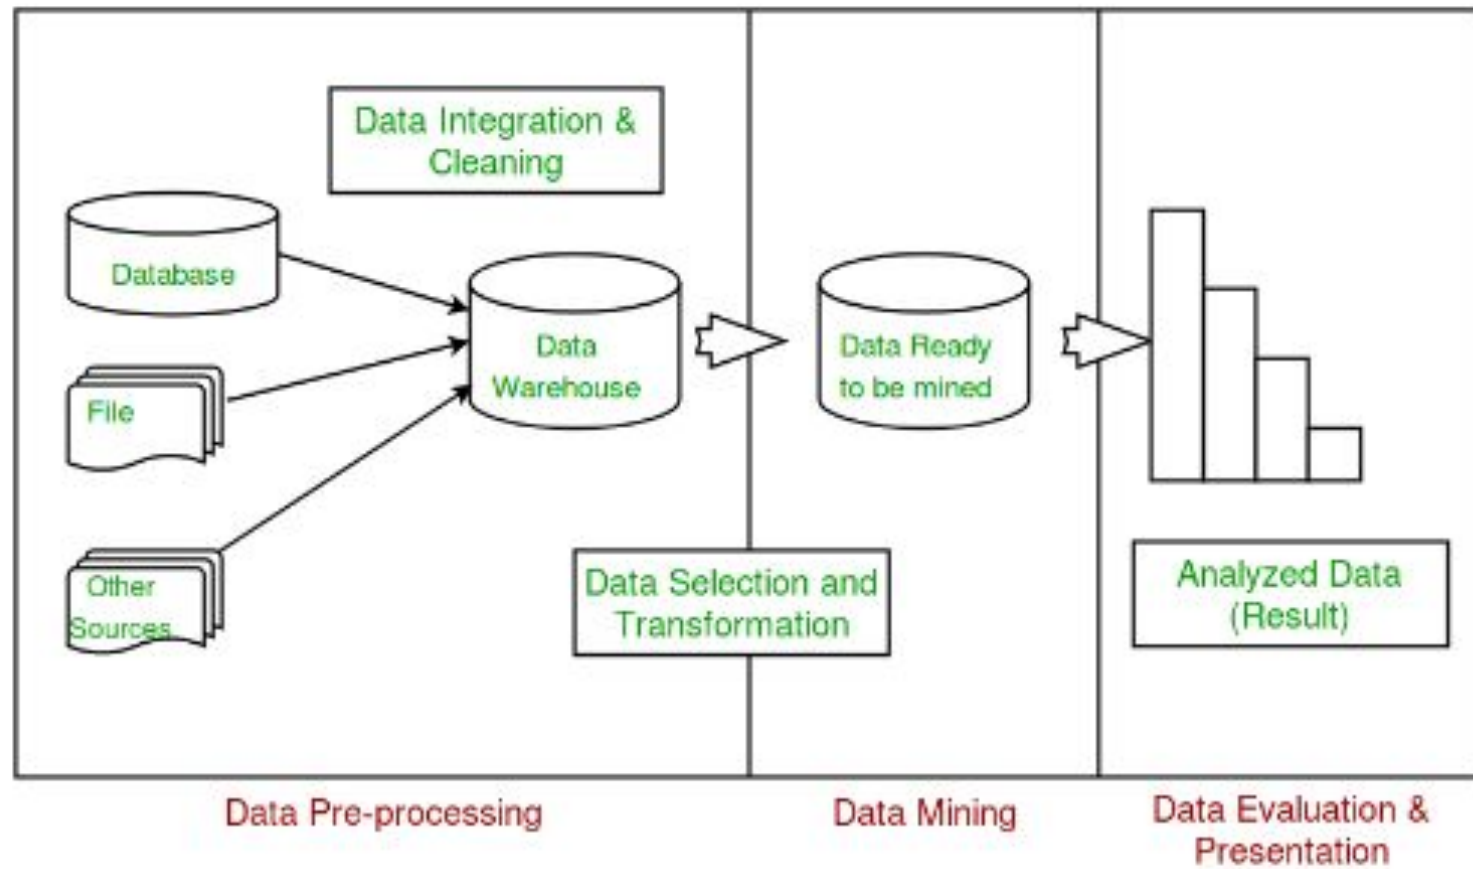 Data Integration &
Cleaning
Database
File
Other
Sources
Data
Warehouse
Data Selection and
Transformation
Data Ready
to be mined
Analyzed Data
(Result)
Data Pre-processing
Data Mining
Data Evaluation &
Presentation